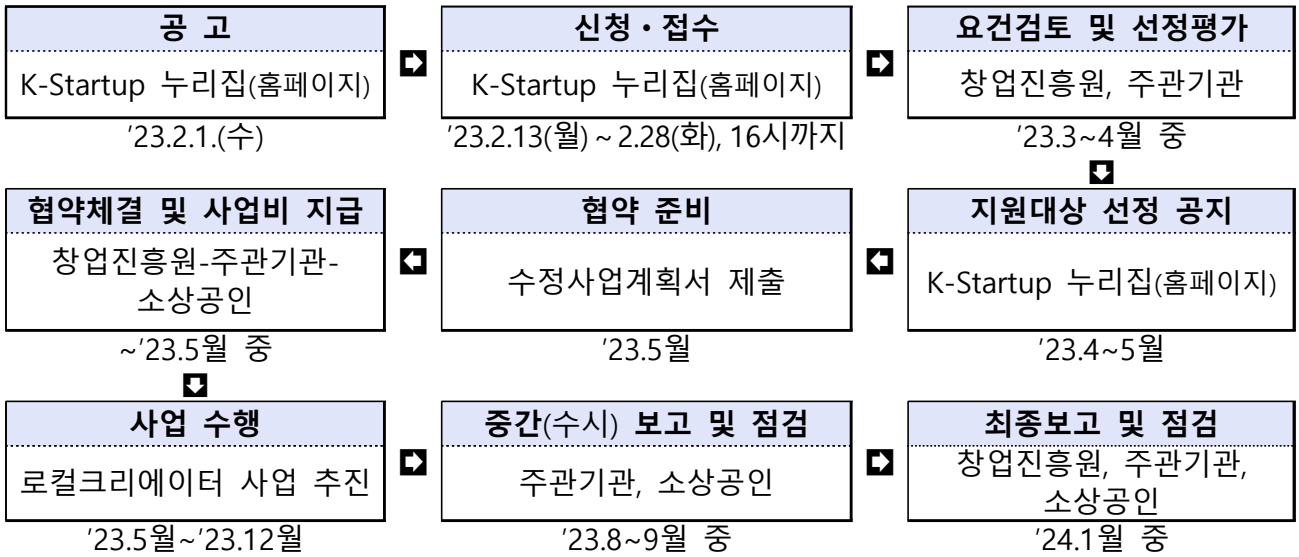 공 고
K-Startup 누리집(홈페이지)
'23.2.1.(수)
신청・접수
K-Startup 누리집(홈페이지)
'23.2.13(월) ~ 2.28(화), 16시까지
요건검토 및 선정평가
창업진흥원, 주관기관
'23.3~4월 중
지원대상 선정 공지
K-Startup 누리집(홈페이지)
'23.4~5월
협약 준비
수정사업계획서 제출
'23.5월
협약체결 및 사업비 지급
창업진흥원-주관기관-
소상공인
~'23.5월 중
사업 수행
로컬크리에이터 사업 추진
'23.5월~'23.12월
중간(수시) 보고 및 점검
주관기관, 소상공인
'23.8~9월 중
최종보고 및 점검
창업진흥원, 주관기관,
소상공인
'24.1월 중